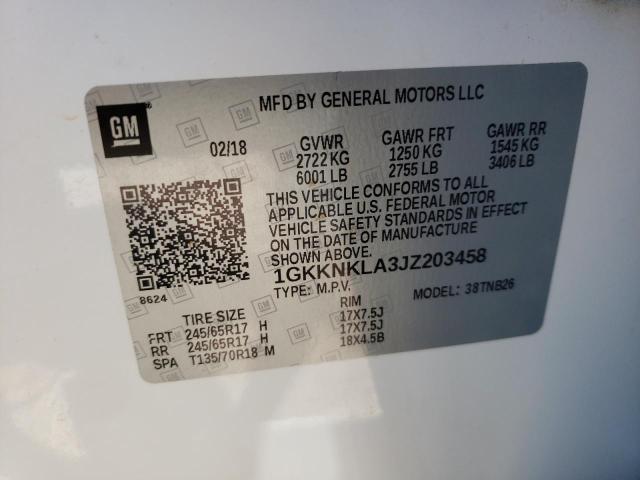 GM
MFD BY GENERAL MOTORS LLC
02/18 GVWR GAWR FRT GAWR RR
2722 KG 1250 KG 1545 KG
6001 LB 2755 LB 3406 LB
THIS VEHICLE CONFORMS TO ALL
APPLICABLE U.S. FEDERAL MOTOR
VEHICLE SAFETY STANDARDS IN EFFECT
ON THE DATE OF MANUFACTURE
SHOWN ABOVE.
1GKKNKLA3JZ203458
8624
TYPE: M.P.V. MODEL: 38TNB26
TIRE SIZE RIM
FRT 245/65R17 H 17X7.5J
RR 245/65R17 H 17X7.5J
SPA T135/70R18 M 18X4.5B